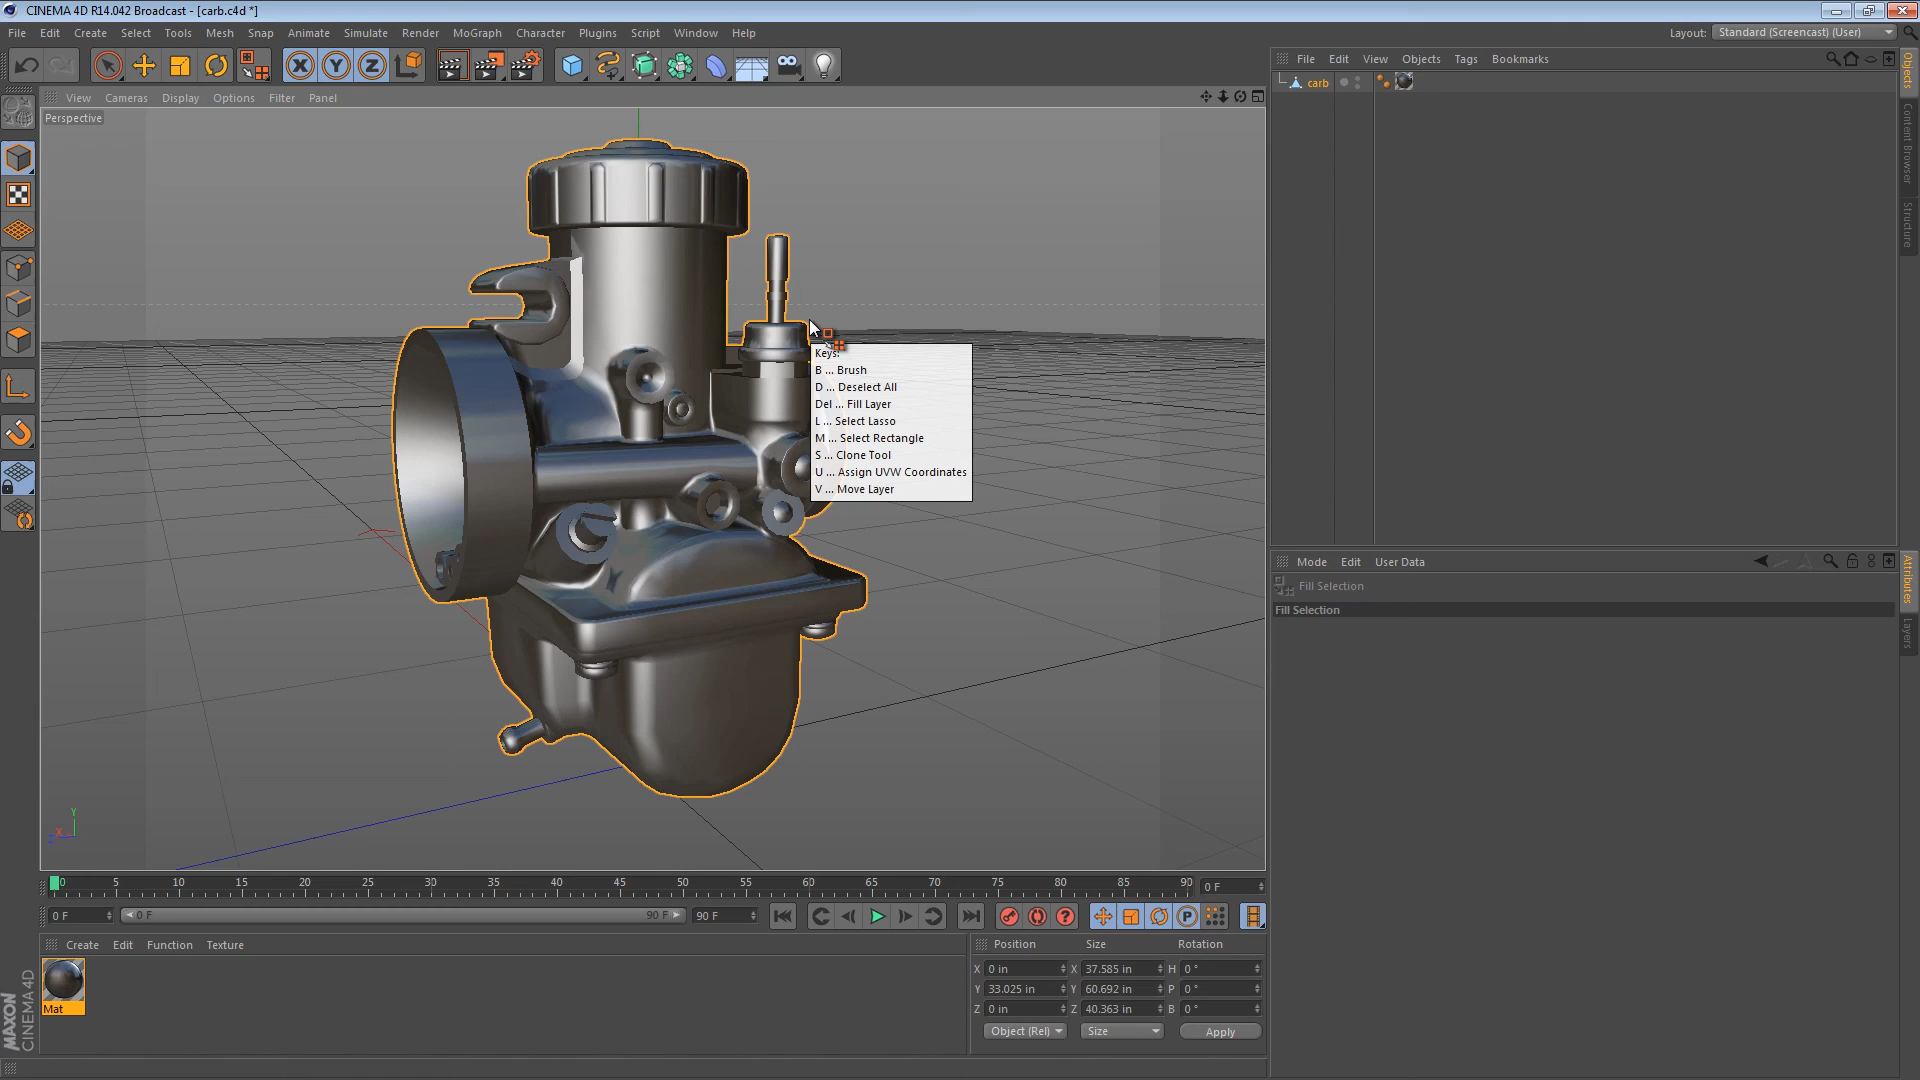 CINEMA 4D R14.042 Broadcast - [carb.c4d *]
File Edit Create Select Tools Mesh Snap Animate Simulate Render MoGraph Character Plugins Script Window Help
Layout: Standard (Screencast) (User)
X Y Z
View Cameras Display Options Filter Panel
Perspective
Keys:
B ... Brush
D ... Deselect All
Del ... Fill Layer
L ... Select Lasso
M ... Select Rectangle
S ... Clone Tool
U ... Assign UVW Coordinates
V ... Move Layer
Y
X
Z
0 5 10 15 20 25 30 35 40 45 50 55 60 65 70 75 80 85 90 0 F
0 F 0 F 90 F 90 F
P
Create Edit Function Texture
Mat
MAXON
CINEMA 4D
Position Size Rotation
X 0 in X 37.585 in H 0 °
Y 33.025 in Y 60.692 in P 0 °
Z 0 in Z 40.363 in B 0 °
Object (Rel) Size Apply
File Edit View Objects Tags Bookmarks
carb
Objects
Content Browser
Structure
Mode Edit User Data
Fill Selection
Fill Selection
Attributes
Layers